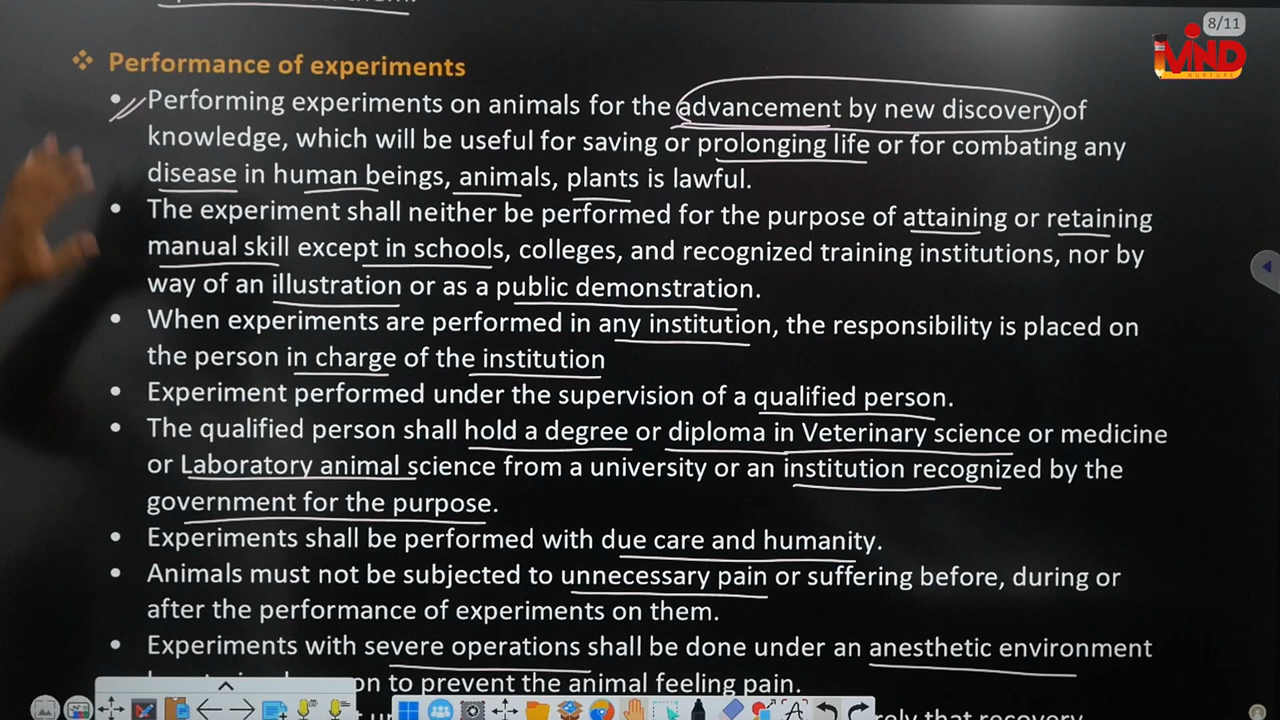 8/11
MIND
NURTURE
❖ Performance of experiments
• Performing experiments on animals for the advancement by new discovery of
knowledge, which will be useful for saving or prolonging life or for combating any
disease in human beings, animals, plants is lawful.
• The experiment shall neither be performed for the purpose of attaining or retaining
manual skill except in schools, colleges, and recognized training institutions, nor by
way of an illustration or as a public demonstration.
• When experiments are performed in any institution, the responsibility is placed on
the person in charge of the institution
• Experiment performed under the supervision of a qualified person.
• The qualified person shall hold a degree or diploma in Veterinary science or medicine
or Laboratory animal science from a university or an institution recognized by the
government for the purpose.
• Experiments shall be performed with due care and humanity.
• Animals must not be subjected to unnecessary pain or suffering before, during or
after the performance of experiments on them.
• Experiments with severe operations shall be done under an anesthetic environment
to prevent the animal feeling pain.
that recovery